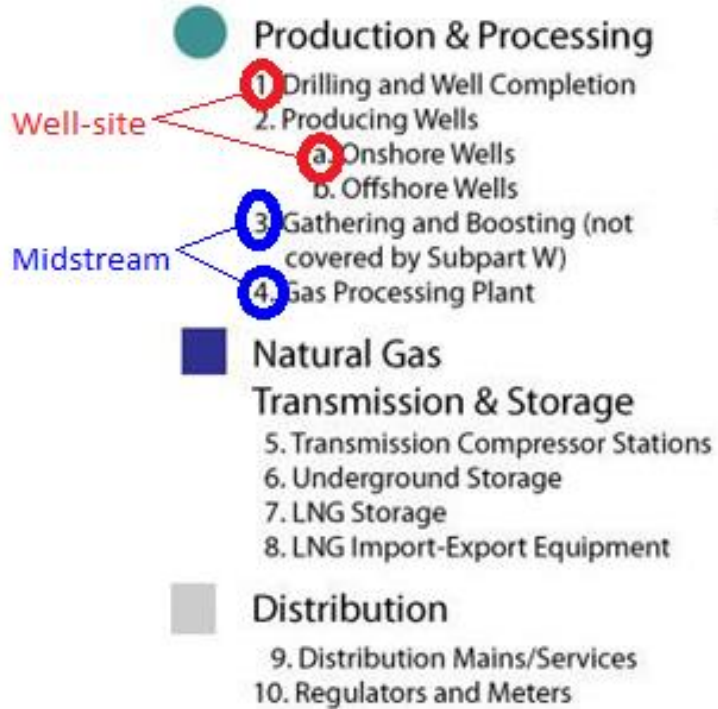 Production & Processing
1. Drilling and Well Completion
Well-site
2. Producing Wells
a. Onshore Wells
b. Offshore Wells
3. Gathering and Boosting (not
covered by Subpart W)
Midstream
4. Gas Processing Plant
Natural Gas
Transmission & Storage
5. Transmission Compressor Stations
6. Underground Storage
7. LNG Storage
8. LNG Import-Export Equipment
Distribution
9. Distribution Mains/Services
10. Regulators and Meters